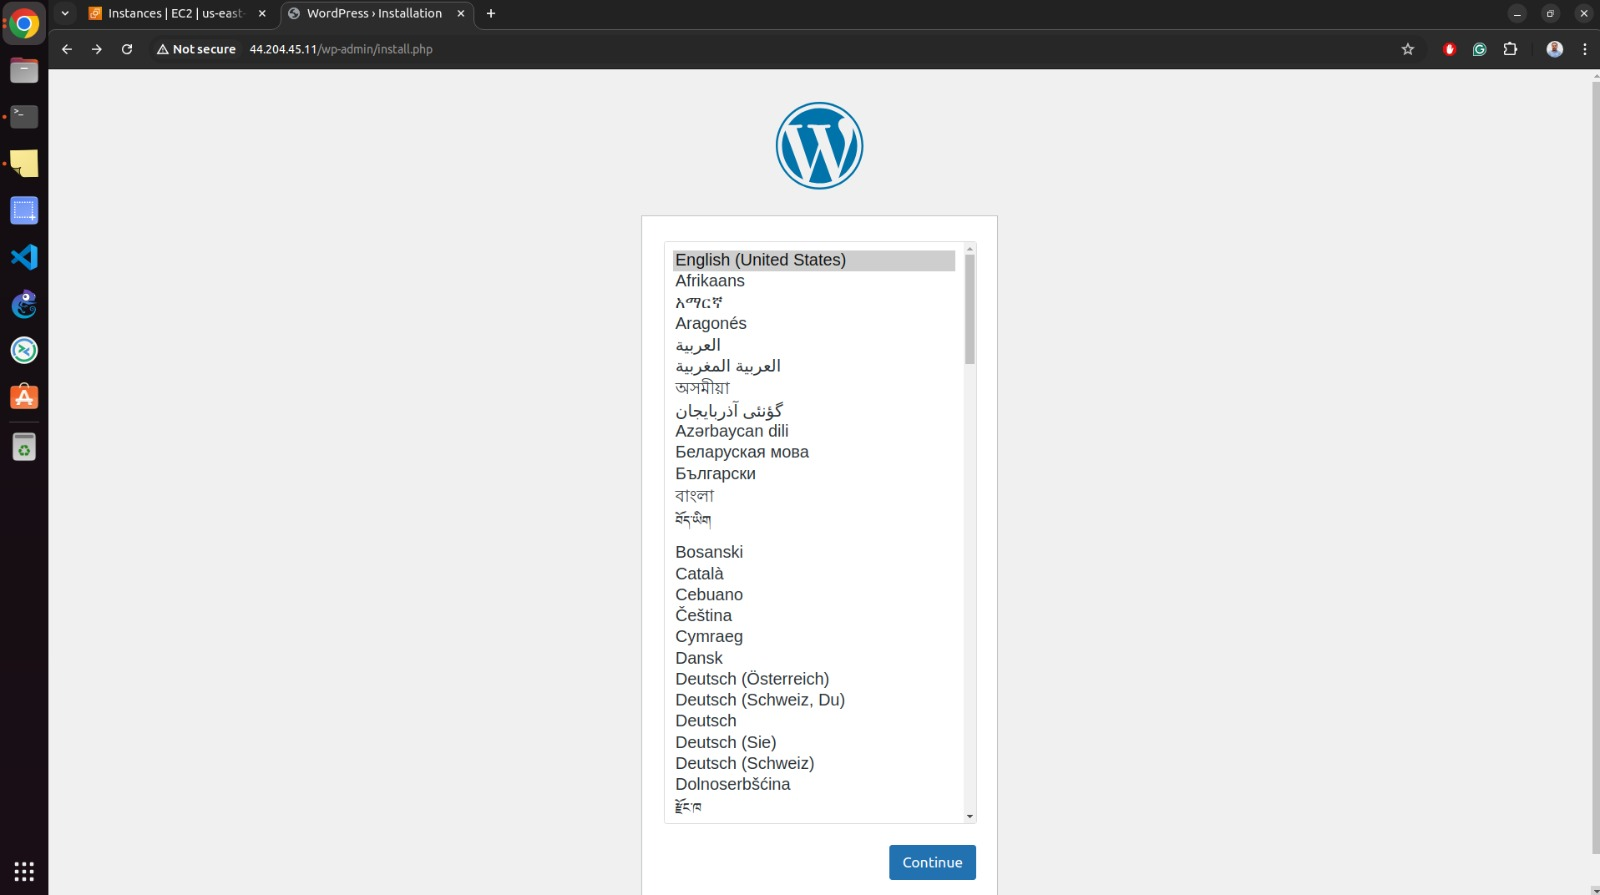 Instances | EC2 | us-east-
WordPress › Installation
Not secure
44.204.45.11/wp-admin/install.php
English (United States)
Afrikaans
አማርኛ
Aragonés
العربية
العربية المغربية
অসমীয়া
گؤنئی آذربایجان
Azərbaycan dili
Беларуская мова
Български
বাংলা
བོད་ཡིག
Bosanski
Català
Cebuano
Čeština
Cymraeg
Dansk
Deutsch (Österreich)
Deutsch (Schweiz, Du)
Deutsch
Deutsch (Sie)
Deutsch (Schweiz)
Dolnoserbšćina
རྫོང་ཁ
Continue